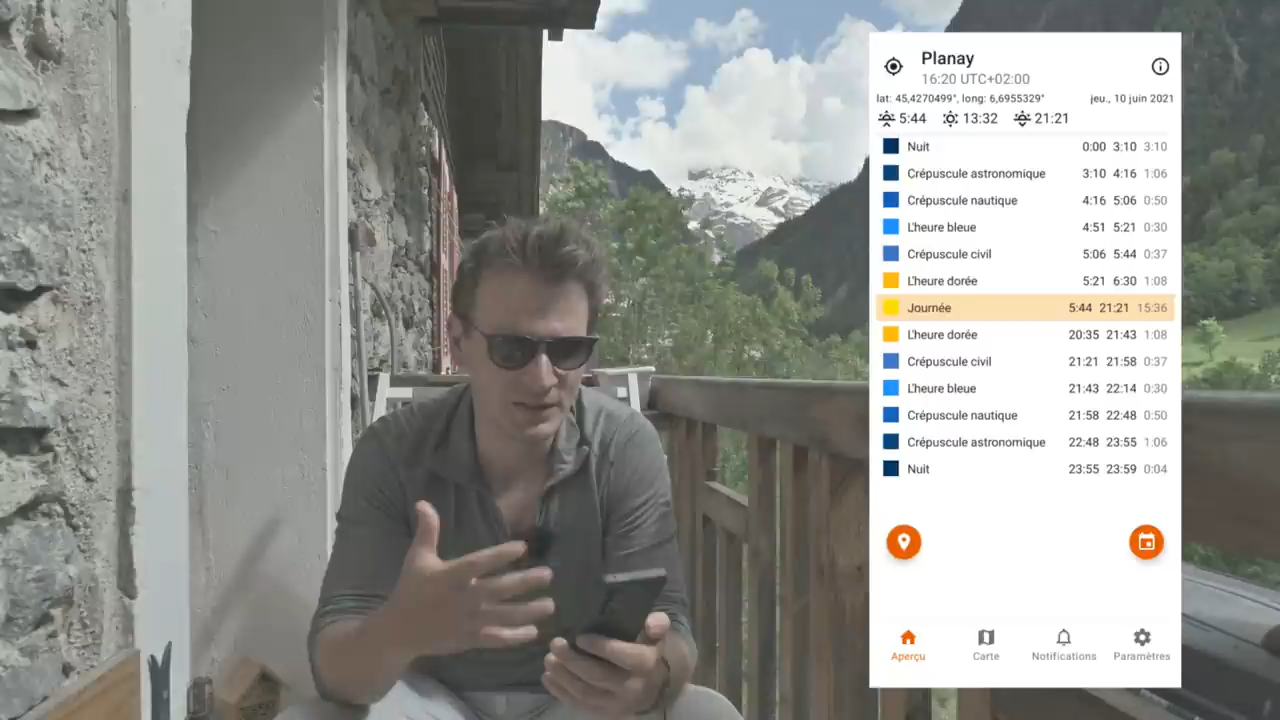 Planay
16:20 UTC+02:00
lat: 45,4270499°, long: 6,6955329° jeu., 10 juin 2021
5:44 13:32 21:21
Nuit 0:00 3:10 3:10
Crépuscule astronomique 3:10 4:16 1:06
Crépuscule nautique 4:16 5:06 0:50
L'heure bleue 4:51 5:21 0:30
Crépuscule civil 5:06 5:44 0:37
L'heure dorée 5:21 6:30 1:08
Journée 5:44 21:21 15:36
L'heure dorée 20:35 21:43 1:08
Crépuscule civil 21:21 21:58 0:37
L'heure bleue 21:43 22:14 0:30
Crépuscule nautique 21:58 22:48 0:50
Crépuscule astronomique 22:48 23:55 1:06
Nuit 23:55 23:59 0:04
Aperçu Carte Notifications Paramètres